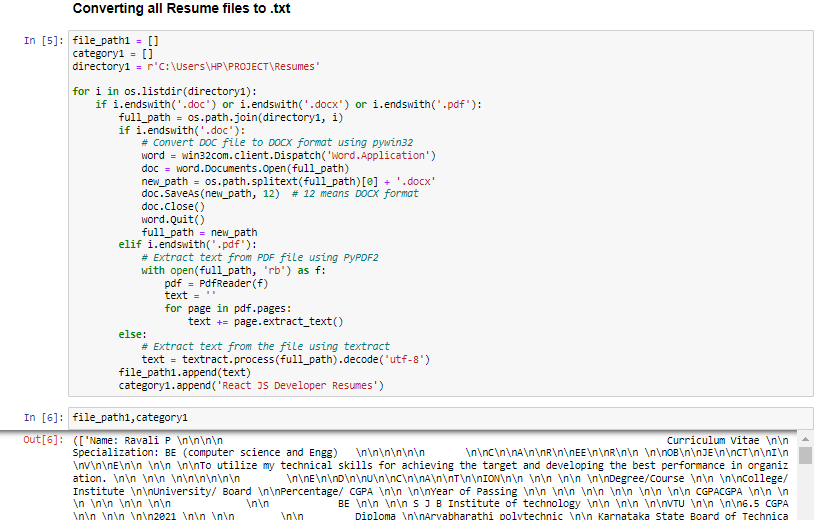 Converting all Resume files to .txt
In [5]: file_path1 = []
category1 = []
directory1 = r'C:\Users\HP\PROJECT\Resumes'
for i in os.listdir(directory1):
if i.endswith('.doc') or i.endswith('.docx') or i.endswith('.pdf'):
full_path = os.path.join(directory1, i)
if i.endswith('.doc'):
# Convert DOC file to DOCX format using pywin32
word = win32com.client.Dispatch('Word.Application')
doc = word.Documents.Open(full_path)
new_path = os.path.splitext(full_path)[0] + '.docx'
doc.SaveAs(new_path, 12)  # 12 means DOCX format
doc.Close()
word.Quit()
full_path = new_path
elif i.endswith('.pdf'):
# Extract text from PDF file using PyPDF2
with open(full_path, 'rb') as f:
pdf = PdfReader(f)
text = ''
for page in pdf.pages:
text += page.extract_text()
else:
# Extract text from the file using textract
text = textract.process(full_path).decode('utf-8')
file_path1.append(text)
category1.append('React JS Developer Resumes')
In [6]: file_path1,category1
Out[6]: (['Name: Ravali P \n\n\n\n Curriculum Vitae \n\n
Specialization: BE (computer science and Engg) \n\n\n\n\n\n \n\nC\n\nA\n\nR\n\nEE\n\nR\n\n \n\nOB\n\nJE\n\nCT\n\nI\n
\nV\n\nE\n\n \n\n \n\nTo utilize my technical skills for achieving the target and developing the best performance in organiz
ation. \n\n \n\n \n\n\n\n\n\n \n\nE\n\nD\n\nU\n\nC\n\nA\n\nT\n\nION\n\n \n\n \n\n \n\nDegree/Course \n\n \n\nCollege/
Institute \n\nUniversity/ Board \n\nPercentage/ CGPA \n\n \n\nYear of Passing \n\n \n\n \n\n \n\n \n\n \n\n CGPACGPA \n\n \n
\n \n\n \n\n \n\n \n\n BE \n\n \n\n S J B Institute of technology \n\n \n\n \n\nVTU \n\n \n\n6.5 CGPA
\n\n \n\n \n\n2021 \n\n \n\n \n\n Diploma \n\nAryabharathi polytechnic \n\n Karnataka State Board of Technica